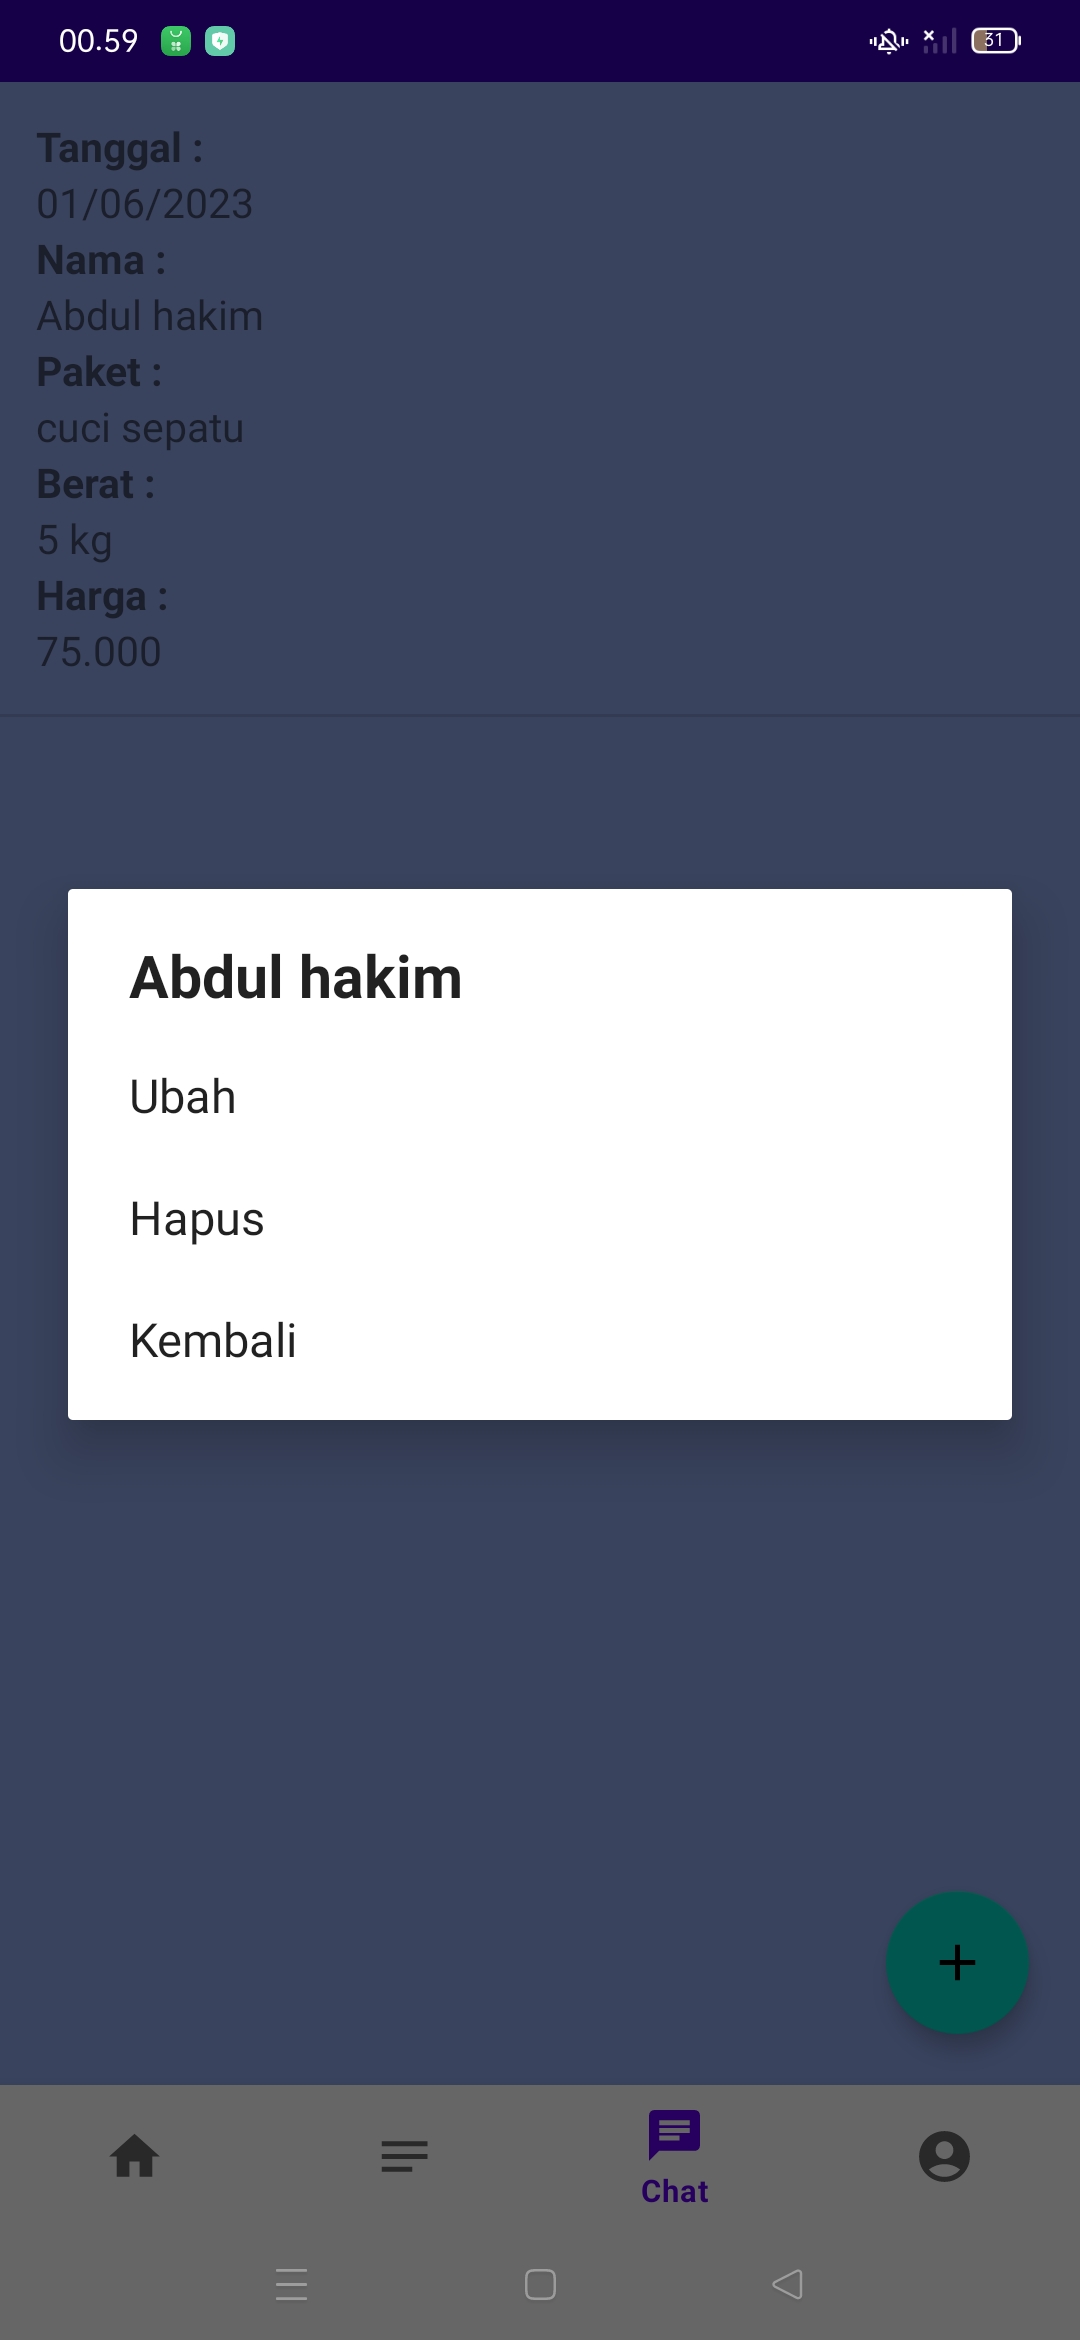 00.59
31
Tanggal :
01/06/2023
Nama :
Abdul hakim
Paket :
cuci sepatu
Berat :
5 kg
Harga :
75.000
Abdul hakim
Ubah
Hapus
Kembali
Chat